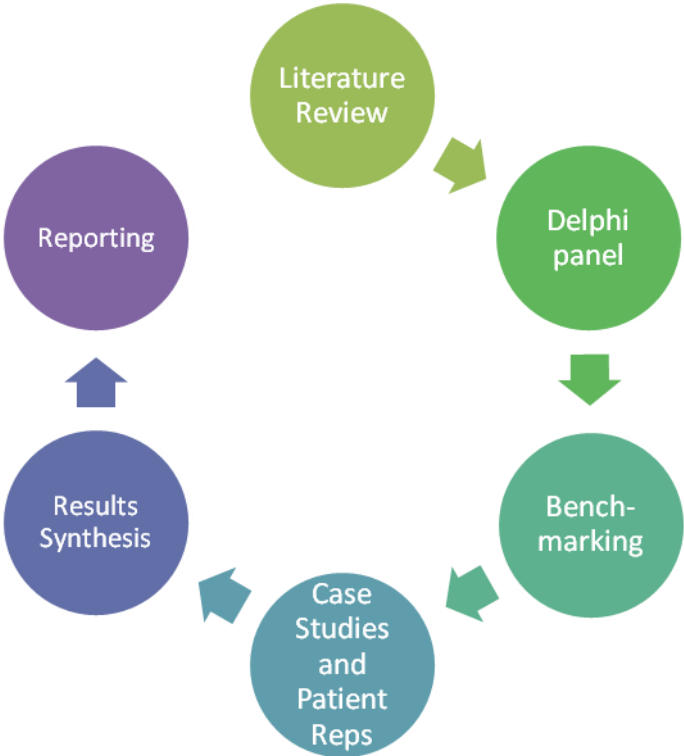 Literature
Review
Delphi
panel
Bench-
marking
Case
Studies
and
Patient
Reps
Results
Synthesis
Reporting